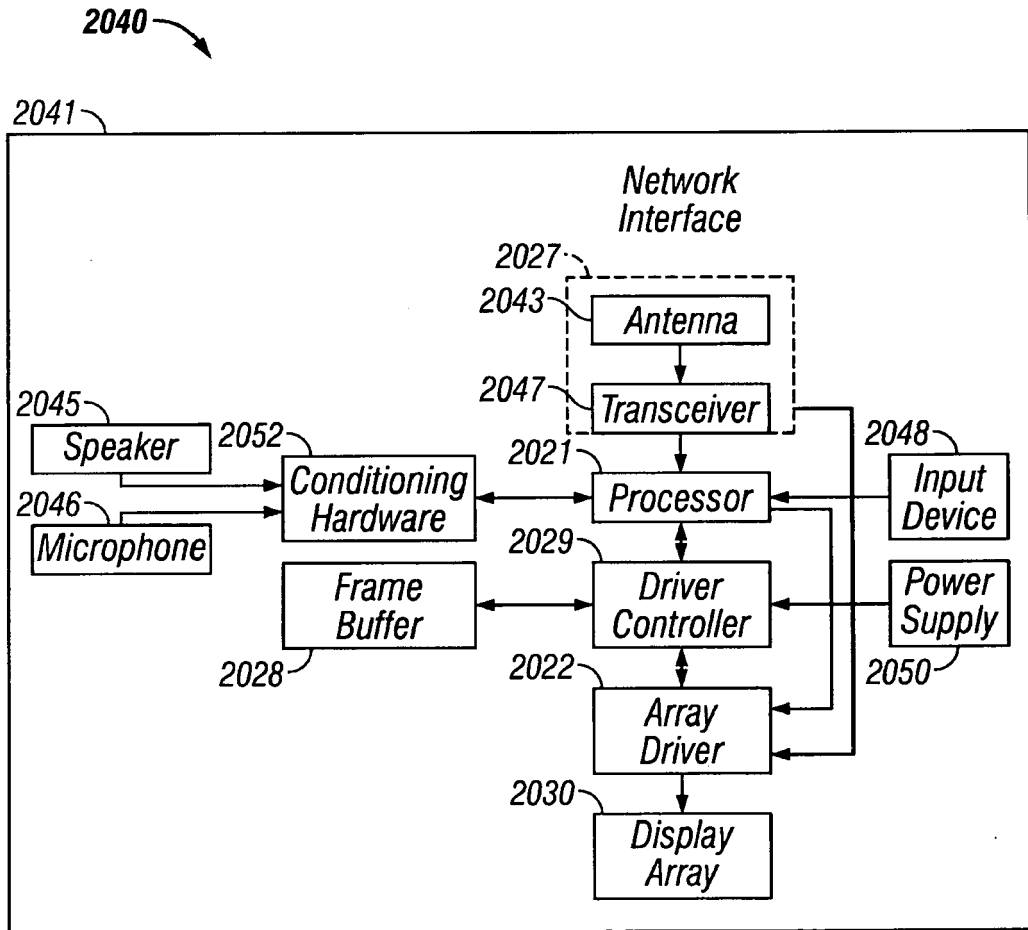 2040
2041
Network
Interface
2027
2043
Antenna
2047
Transceiver
2045
Speaker
2052
Conditioning
Hardware
2046
Microphone
2021
Processor
2048
Input
Device
2029
Driver
Controller
Frame
Buffer
2028
Power
Supply
2050
2022
Array
Driver
2030
Display
Array